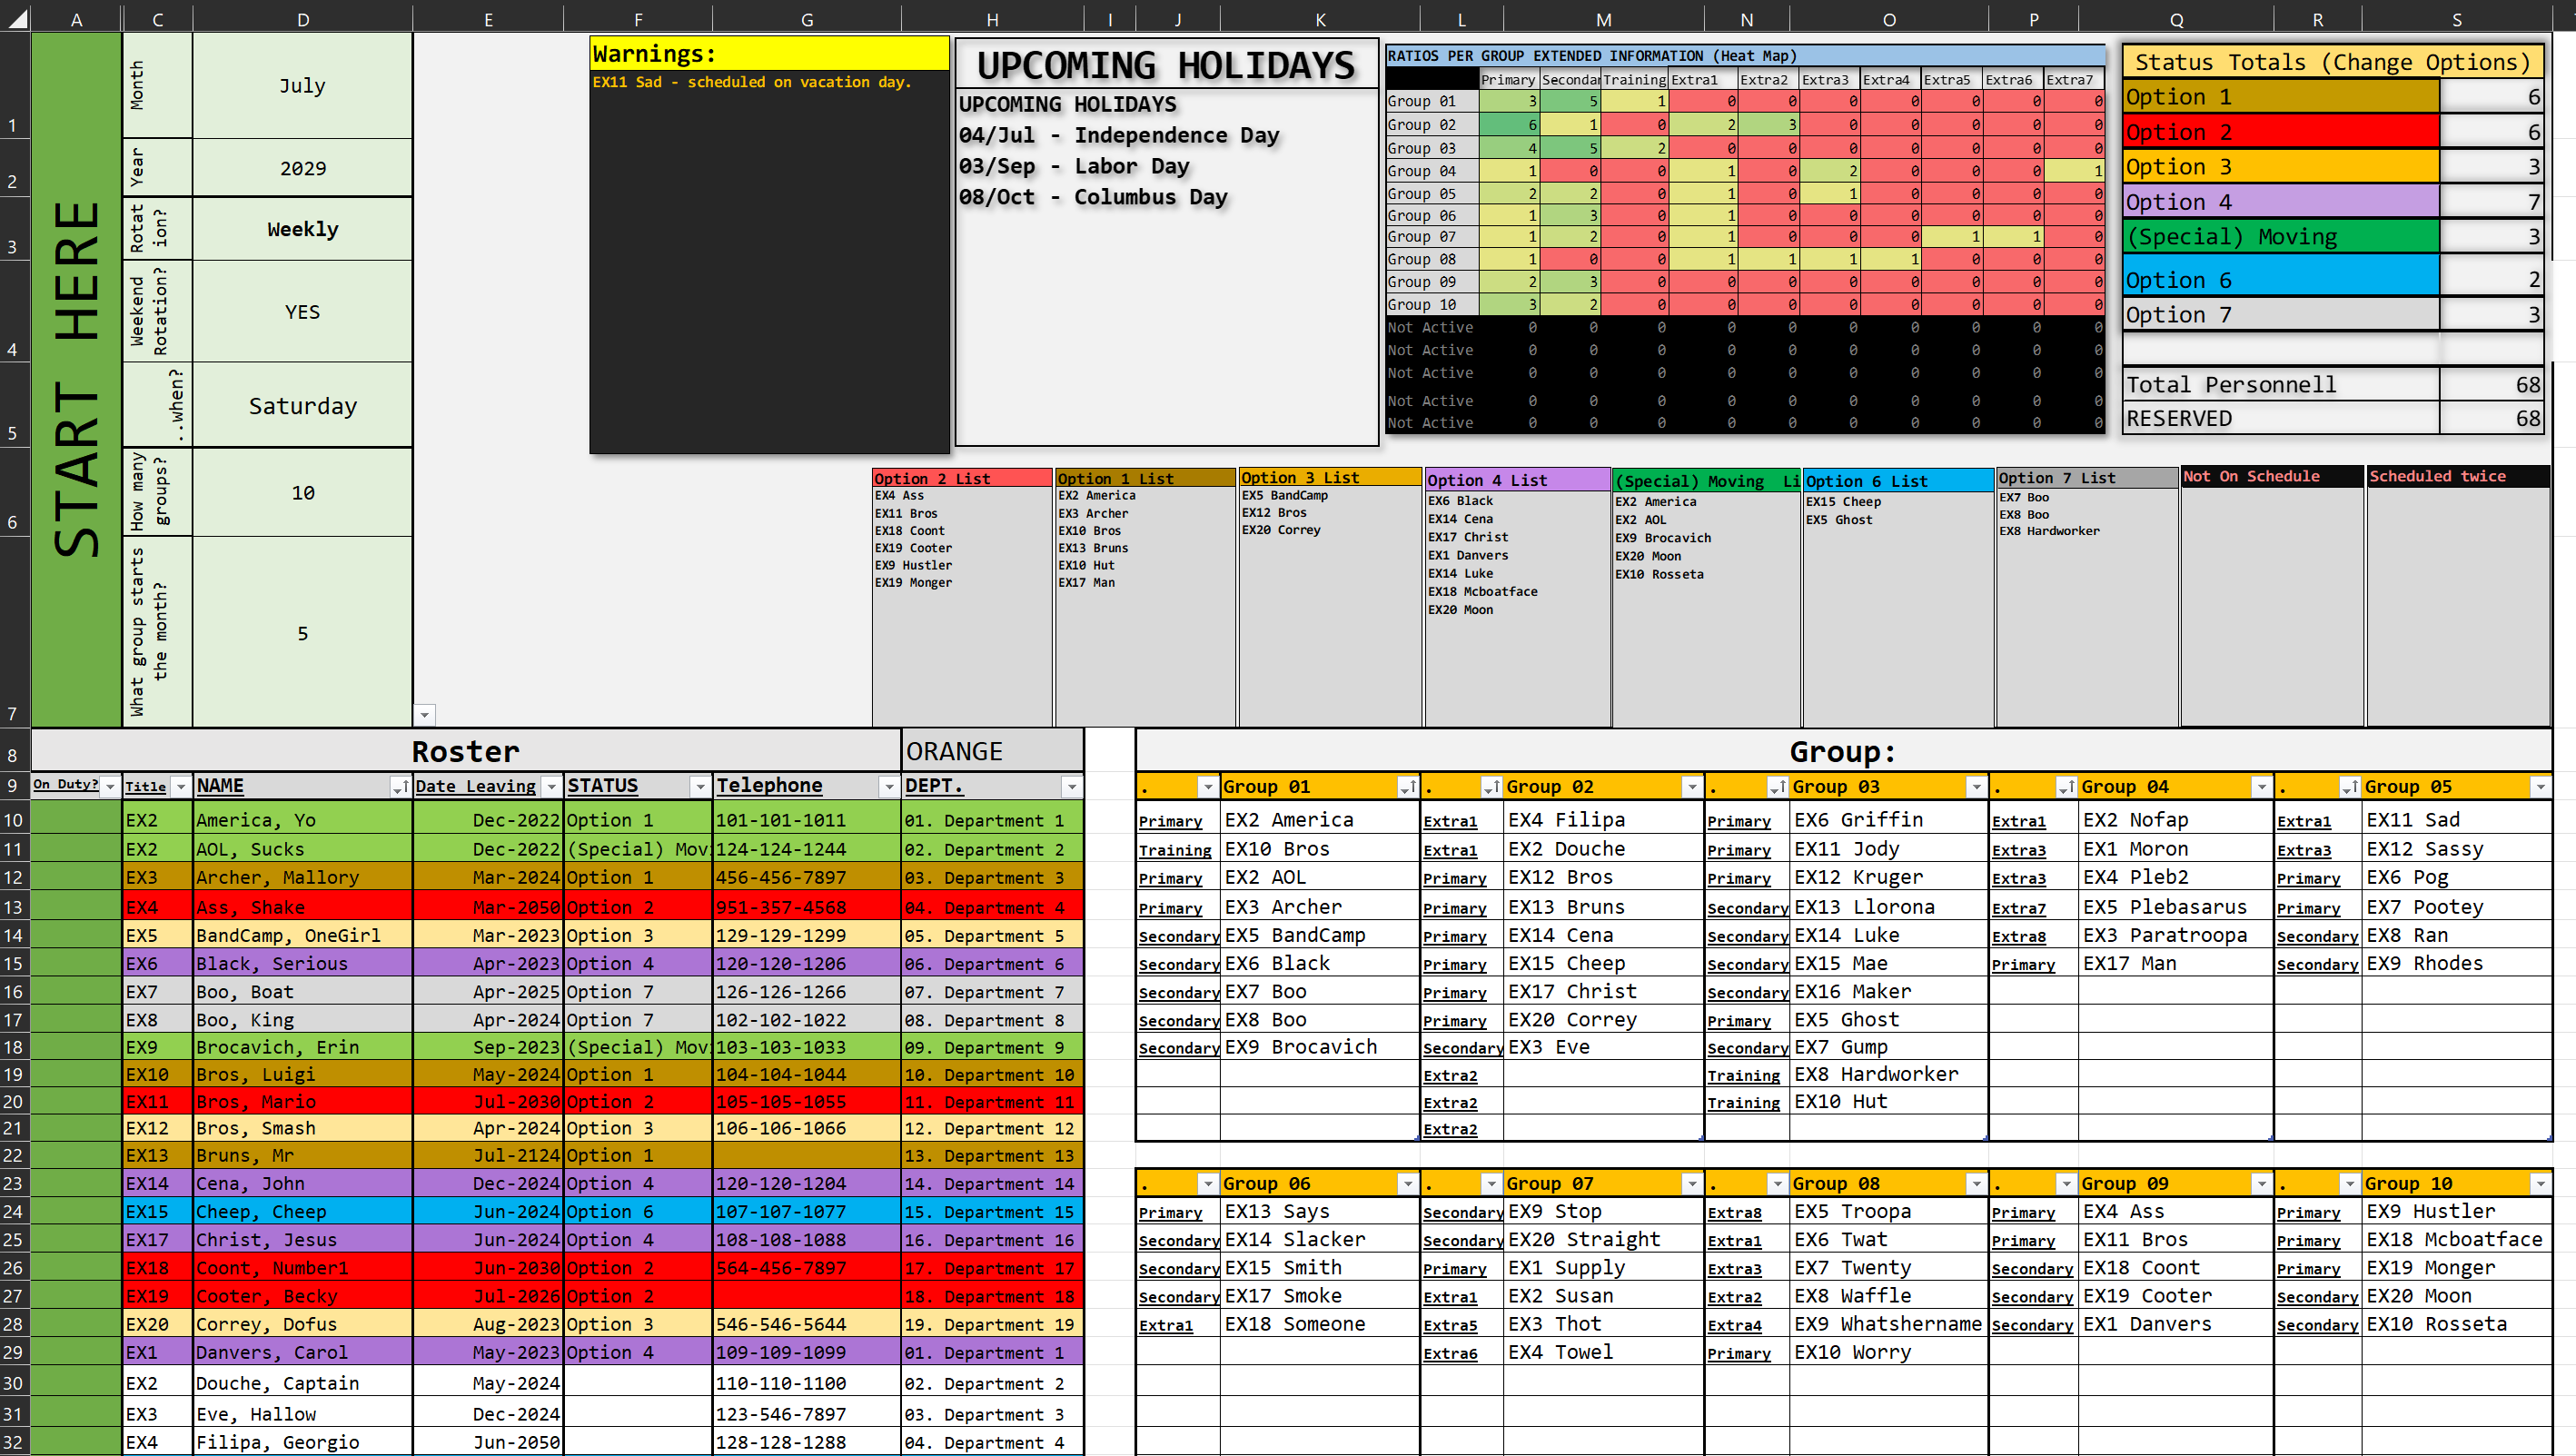 A C D E F G H I J K L M N O P Q R S
START HERE
1 Month July
2 Year 2029
3 Rotat ion? Weekly
4 Weekend Rotation? YES
5 ..when? Saturday
6 How many groups? 10
7 What group starts the month? 5
Warnings:
EX11 Sad - scheduled on vacation day.
UPCOMING HOLIDAYS
UPCOMING HOLIDAYS
04/Jul - Independence Day
03/Sep - Labor Day
08/Oct - Columbus Day
RATIOS PER GROUP EXTENDED INFORMATION (Heat Map)
Primary Secondar Training Extra1 Extra2 Extra3 Extra4 Extra5 Extra6 Extra7
Group 01 3 5 1 0 0 0 0 0 0 0
Group 02 6 1 0 2 3 0 0 0 0 0
Group 03 4 5 2 0 0 0 0 0 0 0
Group 04 1 0 0 1 0 2 0 0 0 1
Group 05 2 2 0 1 0 1 0 0 0 0
Group 06 1 3 0 1 0 0 0 0 0 0
Group 07 1 2 0 1 0 0 0 1 1 0
Group 08 1 0 0 1 1 1 1 0 0 0
Group 09 2 3 0 0 0 0 0 0 0 0
Group 10 3 2 0 0 0 0 0 0 0 0
Not Active 0 0 0 0 0 0 0 0 0 0
Not Active 0 0 0 0 0 0 0 0 0 0
Not Active 0 0 0 0 0 0 0 0 0 0
Not Active 0 0 0 0 0 0 0 0 0 0
Not Active 0 0 0 0 0 0 0 0 0 0
Status Totals (Change Options)
Option 1 6
Option 2 6
Option 3 3
Option 4 7
(Special) Moving 3
Option 6 2
Option 7 3
Total Personnell 68
RESERVED 68
Option 2 List
EX4 Ass
EX11 Bros
EX18 Coont
EX19 Cooter
EX9 Hustler
EX19 Monger
Option 1 List
EX2 America
EX3 Archer
EX10 Bros
EX13 Bruns
EX10 Hut
EX17 Man
Option 3 List
EX5 BandCamp
EX12 Bros
EX20 Correy
Option 4 List
EX6 Black
EX14 Cena
EX17 Christ
EX1 Danvers
EX14 Luke
EX18 Mcboatface
EX20 Moon
(Special) Moving Li
EX2 America
EX2 AOL
EX9 Brocavich
EX20 Moon
EX10 Rosseta
Option 6 List
EX15 Cheep
EX5 Ghost
Option 7 List
EX7 Boo
EX8 Boo
EX8 Hardworker
Not On Schedule
Scheduled twice
8 Roster ORANGE
9 On Duty? Title NAME Date Leaving STATUS Telephone DEPT.
10 EX2 America, Yo Dec-2022 Option 1 101-101-1011 01. Department 1
11 EX2 AOL, Sucks Dec-2022 (Special) Mov 124-124-1244 02. Department 2
12 EX3 Archer, Mallory Mar-2024 Option 1 456-456-7897 03. Department 3
13 EX4 Ass, Shake Mar-2050 Option 2 951-357-4568 04. Department 4
14 EX5 BandCamp, OneGirl Mar-2023 Option 3 129-129-1299 05. Department 5
15 EX6 Black, Serious Apr-2023 Option 4 120-120-1206 06. Department 6
16 EX7 Boo, Boat Apr-2025 Option 7 126-126-1266 07. Department 7
17 EX8 Boo, King Apr-2024 Option 7 102-102-1022 08. Department 8
18 EX9 Brocavich, Erin Sep-2023 (Special) Mov 103-103-1033 09. Department 9
19 EX10 Bros, Luigi May-2024 Option 1 104-104-1044 10. Department 10
20 EX11 Bros, Mario Jul-2030 Option 2 105-105-1055 11. Department 11
21 EX12 Bros, Smash Apr-2024 Option 3 106-106-1066 12. Department 12
22 EX13 Bruns, Mr Jul-2124 Option 1 13. Department 13
23 EX14 Cena, John Dec-2024 Option 4 120-120-1204 14. Department 14
24 EX15 Cheep, Cheep Jun-2024 Option 6 107-107-1077 15. Department 15
25 EX17 Christ, Jesus Jun-2024 Option 4 108-108-1088 16. Department 16
26 EX18 Coont, Number1 Jun-2030 Option 2 564-456-7897 17. Department 17
27 EX19 Cooter, Becky Jul-2026 Option 2 18. Department 18
28 EX20 Correy, Dofus Aug-2023 Option 3 546-546-5644 19. Department 19
29 EX1 Danvers, Carol May-2023 Option 4 109-109-1099 01. Department 1
30 EX2 Douche, Captain May-2024 110-110-1100 02. Department 2
31 EX3 Eve, Hallow Dec-2024 123-546-7897 03. Department 3
32 EX4 Filipa, Georgio Jun-2050 128-128-1288 04. Department 4
Group:
. Group 01 . Group 02 . Group 03 . Group 04 . Group 05
Primary EX2 America Extra1 EX4 Filipa Primary EX6 Griffin Extra1 EX2 Nofap Extra1 EX11 Sad
Training EX10 Bros Extra1 EX2 Douche Primary EX11 Jody Extra3 EX1 Moron Extra3 EX12 Sassy
Primary EX2 AOL Primary EX12 Bros Primary EX12 Kruger Extra3 EX4 Pleb2 Primary EX6 Pog
Primary EX3 Archer Primary EX13 Bruns Secondary EX13 Llorona Extra7 EX5 Plebasarus Primary EX7 Pootey
Secondary EX5 BandCamp Primary EX14 Cena Secondary EX14 Luke Extra8 EX3 Paratroopa Secondary EX8 Ran
Secondary EX6 Black Primary EX15 Cheep Secondary EX15 Mae Primary EX17 Man Secondary EX9 Rhodes
Secondary EX7 Boo Primary EX17 Christ Secondary EX16 Maker
Secondary EX8 Boo Primary EX20 Correy Primary EX5 Ghost
Secondary EX9 Brocavich Secondary EX3 Eve Secondary EX7 Gump
Extra2 Training EX8 Hardworker
Extra2 Training EX10 Hut
Extra2
. Group 06 . Group 07 . Group 08 . Group 09 . Group 10
Primary EX13 Says Secondary EX9 Stop Extra8 EX5 Troopa Primary EX4 Ass Primary EX9 Hustler
Secondary EX14 Slacker Secondary EX20 Straight Extra1 EX6 Twat Primary EX11 Bros Primary EX18 Mcboatface
Secondary EX15 Smith Primary EX1 Supply Extra3 EX7 Twenty Secondary EX18 Coont Primary EX19 Monger
Secondary EX17 Smoke Extra1 EX2 Susan Extra2 EX8 Waffle Secondary EX19 Cooter Secondary EX20 Moon
Extra1 EX18 Someone Extra5 EX3 Thot Extra4 EX9 Whatshername Secondary EX1 Danvers Secondary EX10 Rosseta
Extra6 EX4 Towel Primary EX10 Worry